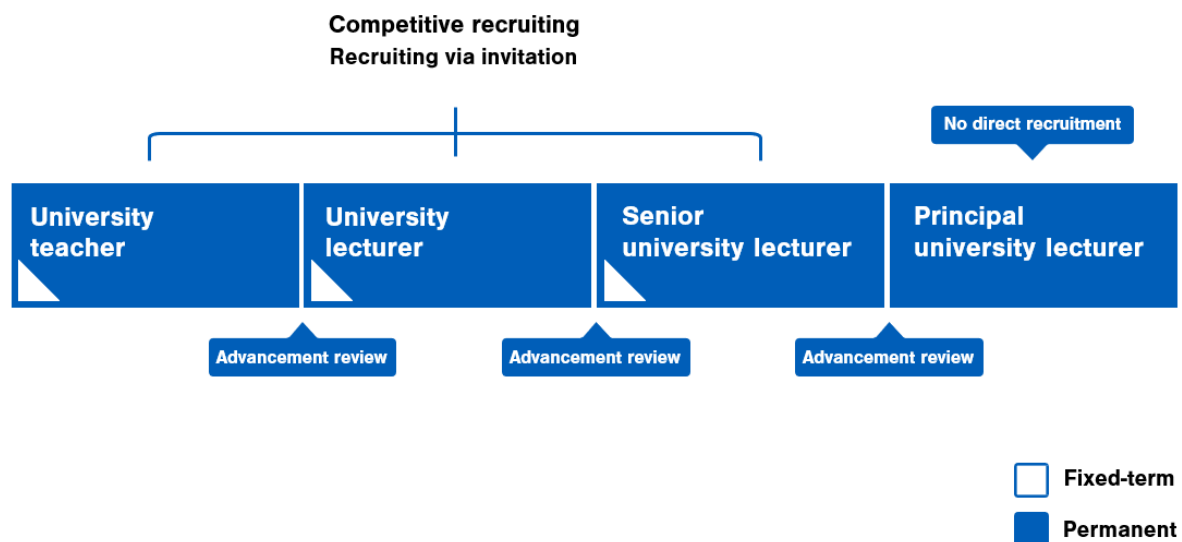 Competitive recruiting
Recruiting via invitation
No direct recruitment
University
teacher
University
lecturer
Senior
university lecturer
Principal
university lecturer
Advancement review
Advancement review
Advancement review
Fixed-term
Permanent